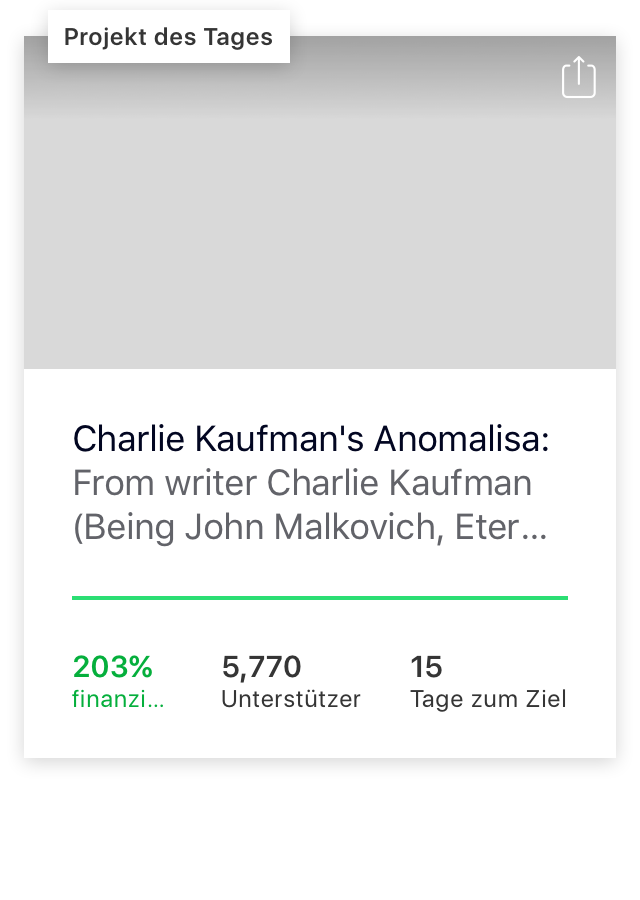 Projekt des Tages
Charlie Kaufman's Anomalisa:
From writer Charlie Kaufman
(Being John Malkovich, Eter...
203%
finanzi...
5,770
Unterstützer
15
Tage zum Ziel